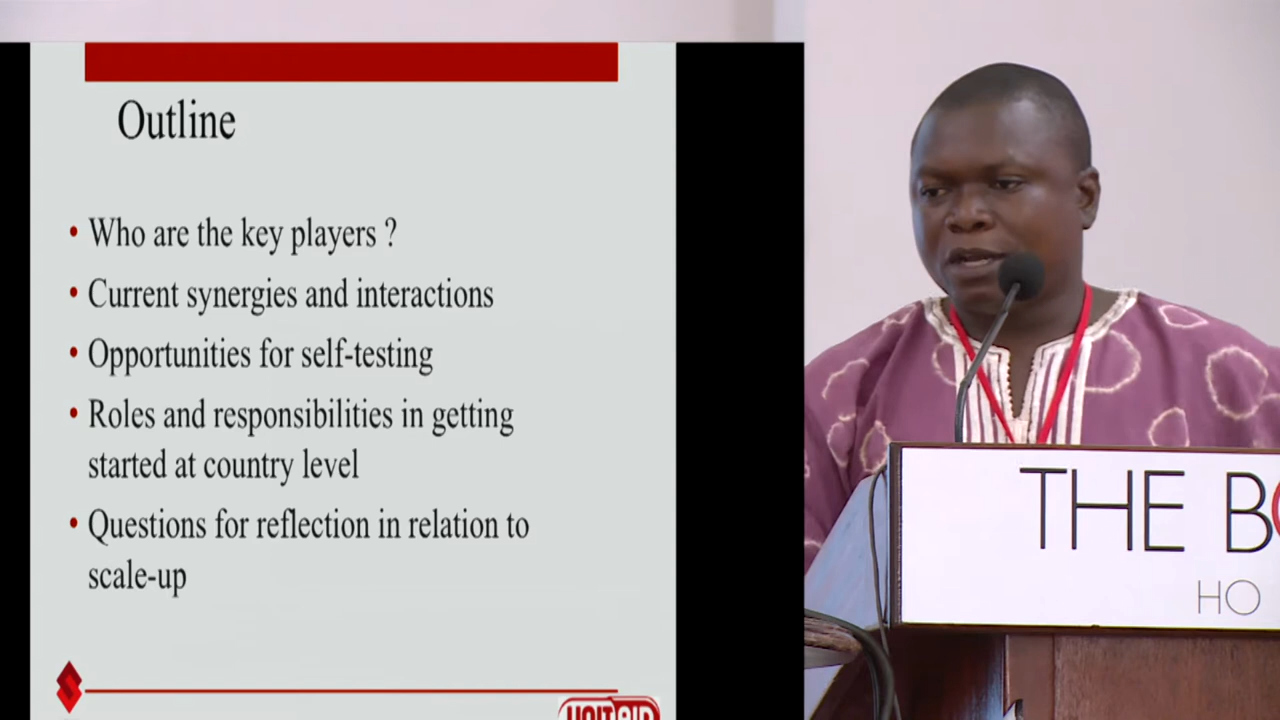 Outline
• Who are the key players ?
• Current synergies and interactions
• Opportunities for self-testing
• Roles and responsibilities in getting
started at country level
• Questions for reflection in relation to
scale-up
UNITAID
THE B
HO